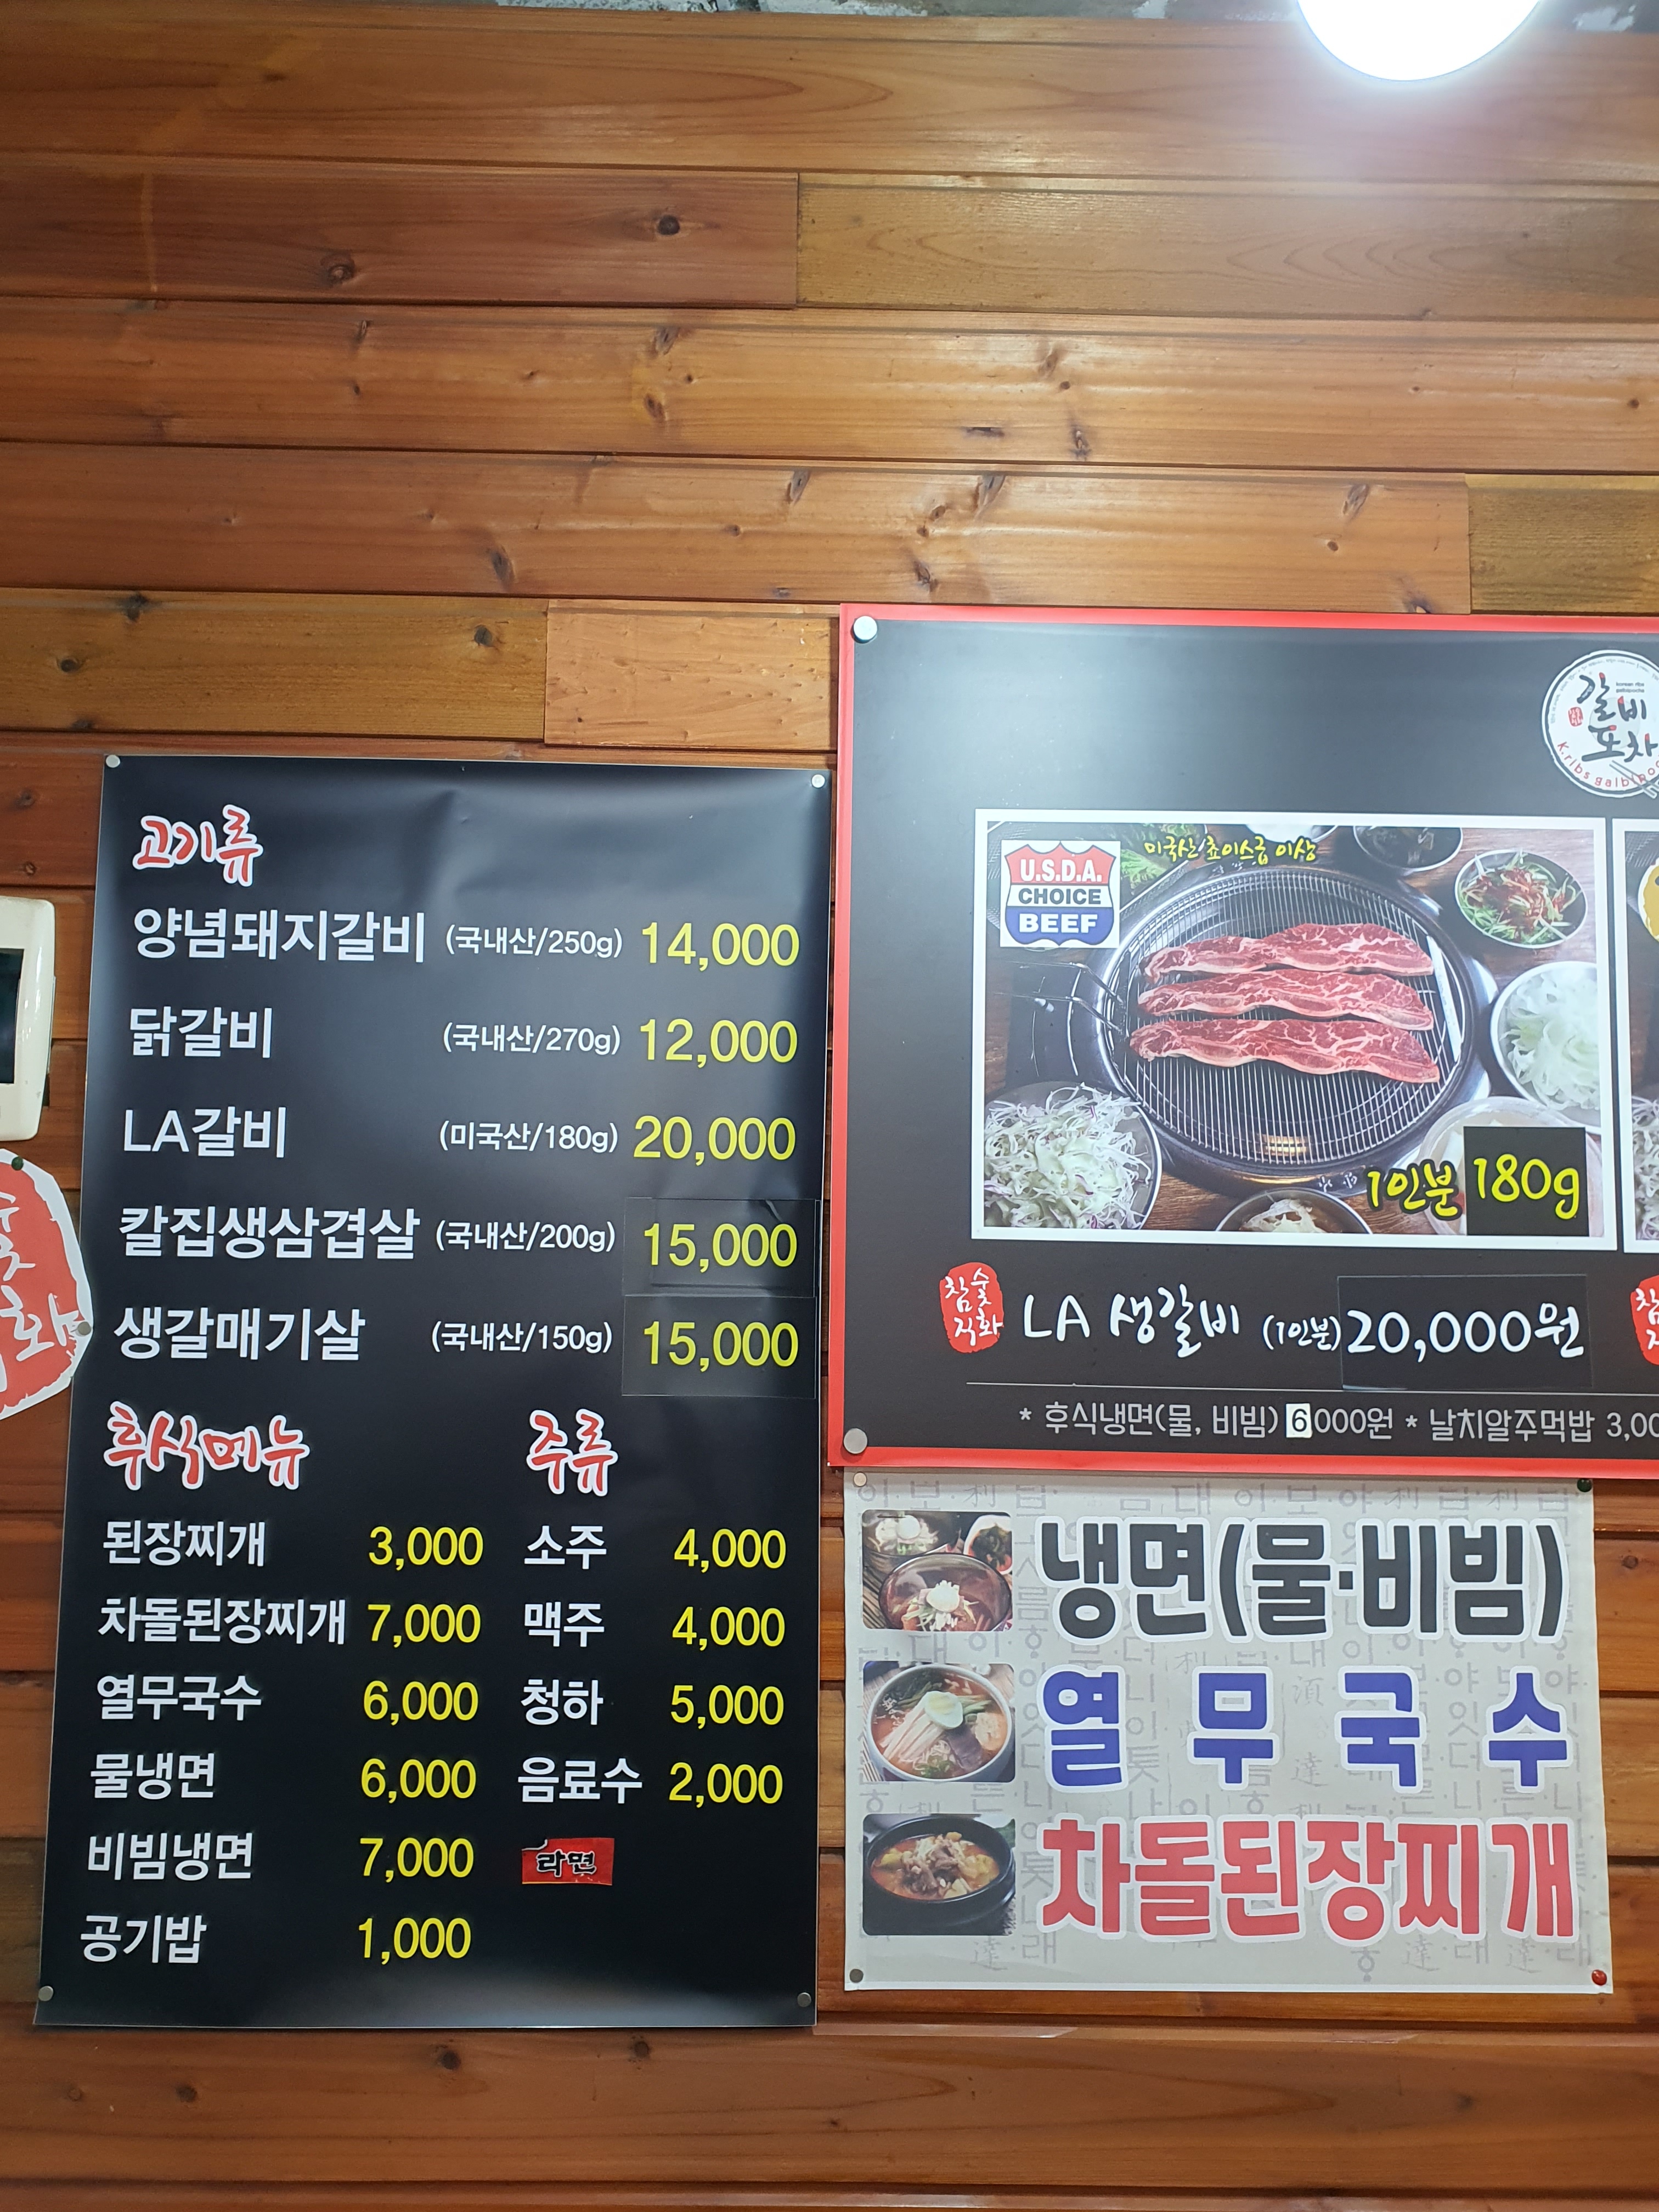 고기류
양념돼지갈비 (국내산/250g) 14,000
닭갈비 (국내산/270g) 12,000
LA갈비 (미국산/180g) 20,000
칼집생삼겹살 (국내산/200g) 15,000
생갈매기살 (국내산/150g) 15,000
후식메뉴 주류
된장찌개 3,000 소주 4,000
차돌된장찌개 7,000 맥주 4,000
열무국수 6,000 청하 5,000
물냉면 6,000 음료수 2,000
비빔냉면 7,000 라면
공기밥 1,000
갈비
포차
U.S.D.A.
CHOICE
BEEF
미국산 쵸이스급 이상
1인분 180g
참숯
직화
LA 생갈비 (1인분) 20,000원
* 후식냉면(물, 비빔) 6000원 * 날치알주먹밥 3,00
냉면(물·비빔)
열무국수
차돌된장찌개